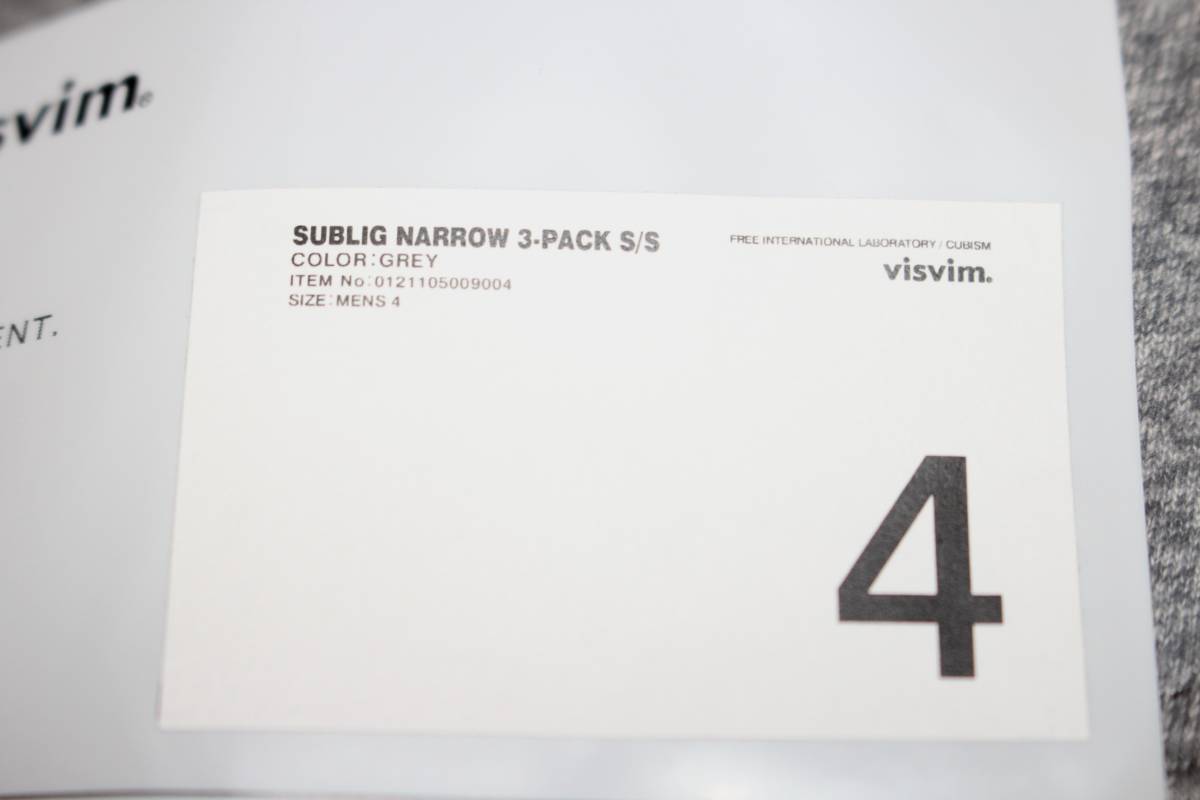 svim®
ENT.
SUBLIG NARROW 3-PACK S/S
COLOR:GREY
ITEM No:0121105009004
SIZE:MENS 4
FREE INTERNATIONAL LABORATORY / CUBISM
visvim.
4